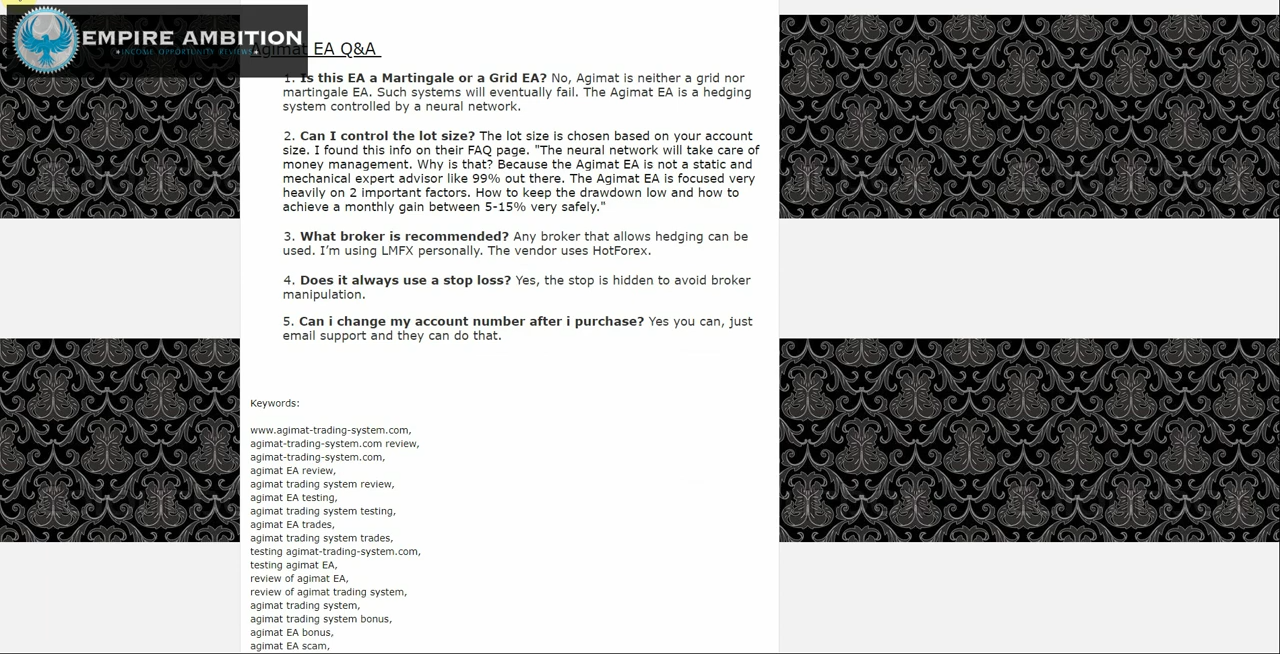 EMPIRE AMBITION
INCOME OPPORTUNITY REVIEWS
Agimat EA Q&A
1. Is this EA a Martingale or a Grid EA? No, Agimat is neither a grid nor
martingale EA. Such systems will eventually fail. The Agimat EA is a hedging
system controlled by a neural network.
2. Can I control the lot size? The lot size is chosen based on your account
size. I found this info on their FAQ page. "The neural network will take care of
money management. Why is that? Because the Agimat EA is not a static and
mechanical expert advisor like 99% out there. The Agimat EA is focused very
heavily on 2 important factors. How to keep the drawdown low and how to
achieve a monthly gain between 5-15% very safely."
3. What broker is recommended? Any broker that allows hedging can be
used. I’m using LMFX personally. The vendor uses HotForex.
4. Does it always use a stop loss? Yes, the stop is hidden to avoid broker
manipulation.
5. Can i change my account number after i purchase? Yes you can, just
email support and they can do that.
Keywords:
www.agimat-trading-system.com,
agimat-trading-system.com review,
agimat-trading-system.com,
agimat EA review,
agimat trading system review,
agimat EA testing,
agimat trading system testing,
agimat EA trades,
agimat trading system trades,
testing agimat-trading-system.com,
testing agimat EA,
review of agimat EA,
review of agimat trading system,
agimat trading system,
agimat trading system bonus,
agimat EA bonus,
agimat EA scam,